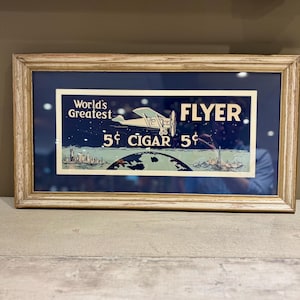 World's
Greatest
FLYER
5¢ CIGAR 5¢